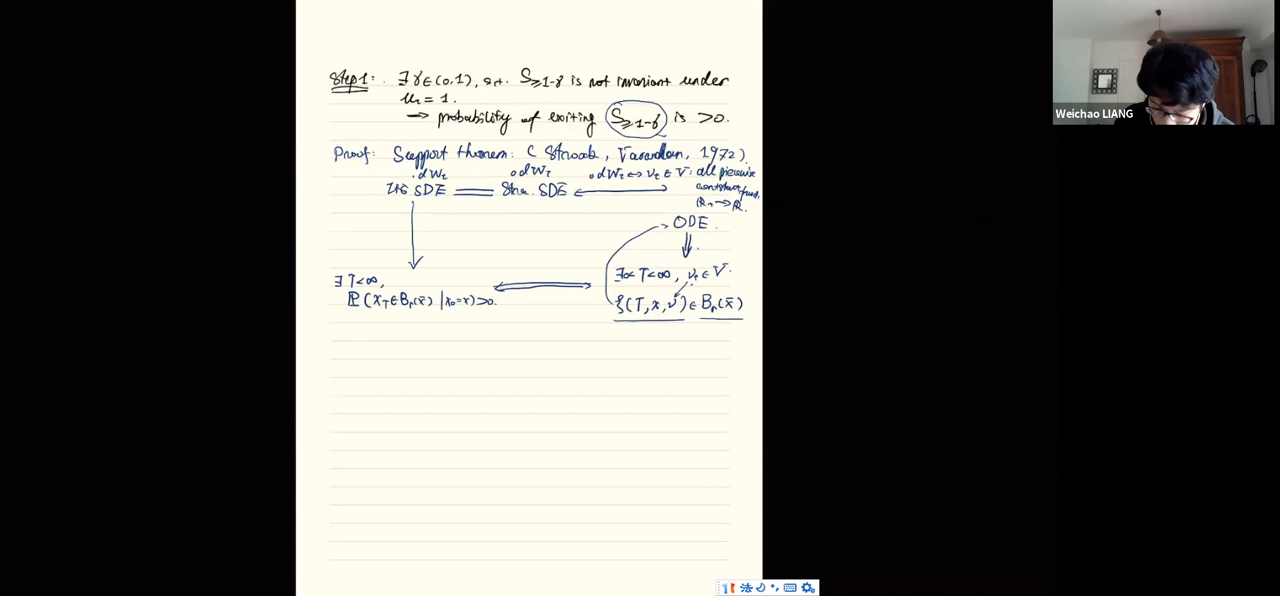 Step 1: ∃ γ ∈ (0,1), s.t. S≥1-γ is not invariant under
u_t = 1.
→ probability of exiting S≥1-γ is > 0.
Proof: Support theorem: ( Stroock, Varadhan, 1972).
·dW_t ∘dW_t ∘dW_t ↔ v_t ∈ V: all piecewise
Itô SDE = Stra. SDE ⟷ constant func,
ℝ+ → ℝ.
ODE.
∃ T<∞, ∃ T<∞, v_t ∈ V.
ℙ(x_T ∈ B_r(x̄) | x_0=x) >0. ξ(T, x, v) ∈ B_r(x̄)
Weichao LIANG
法